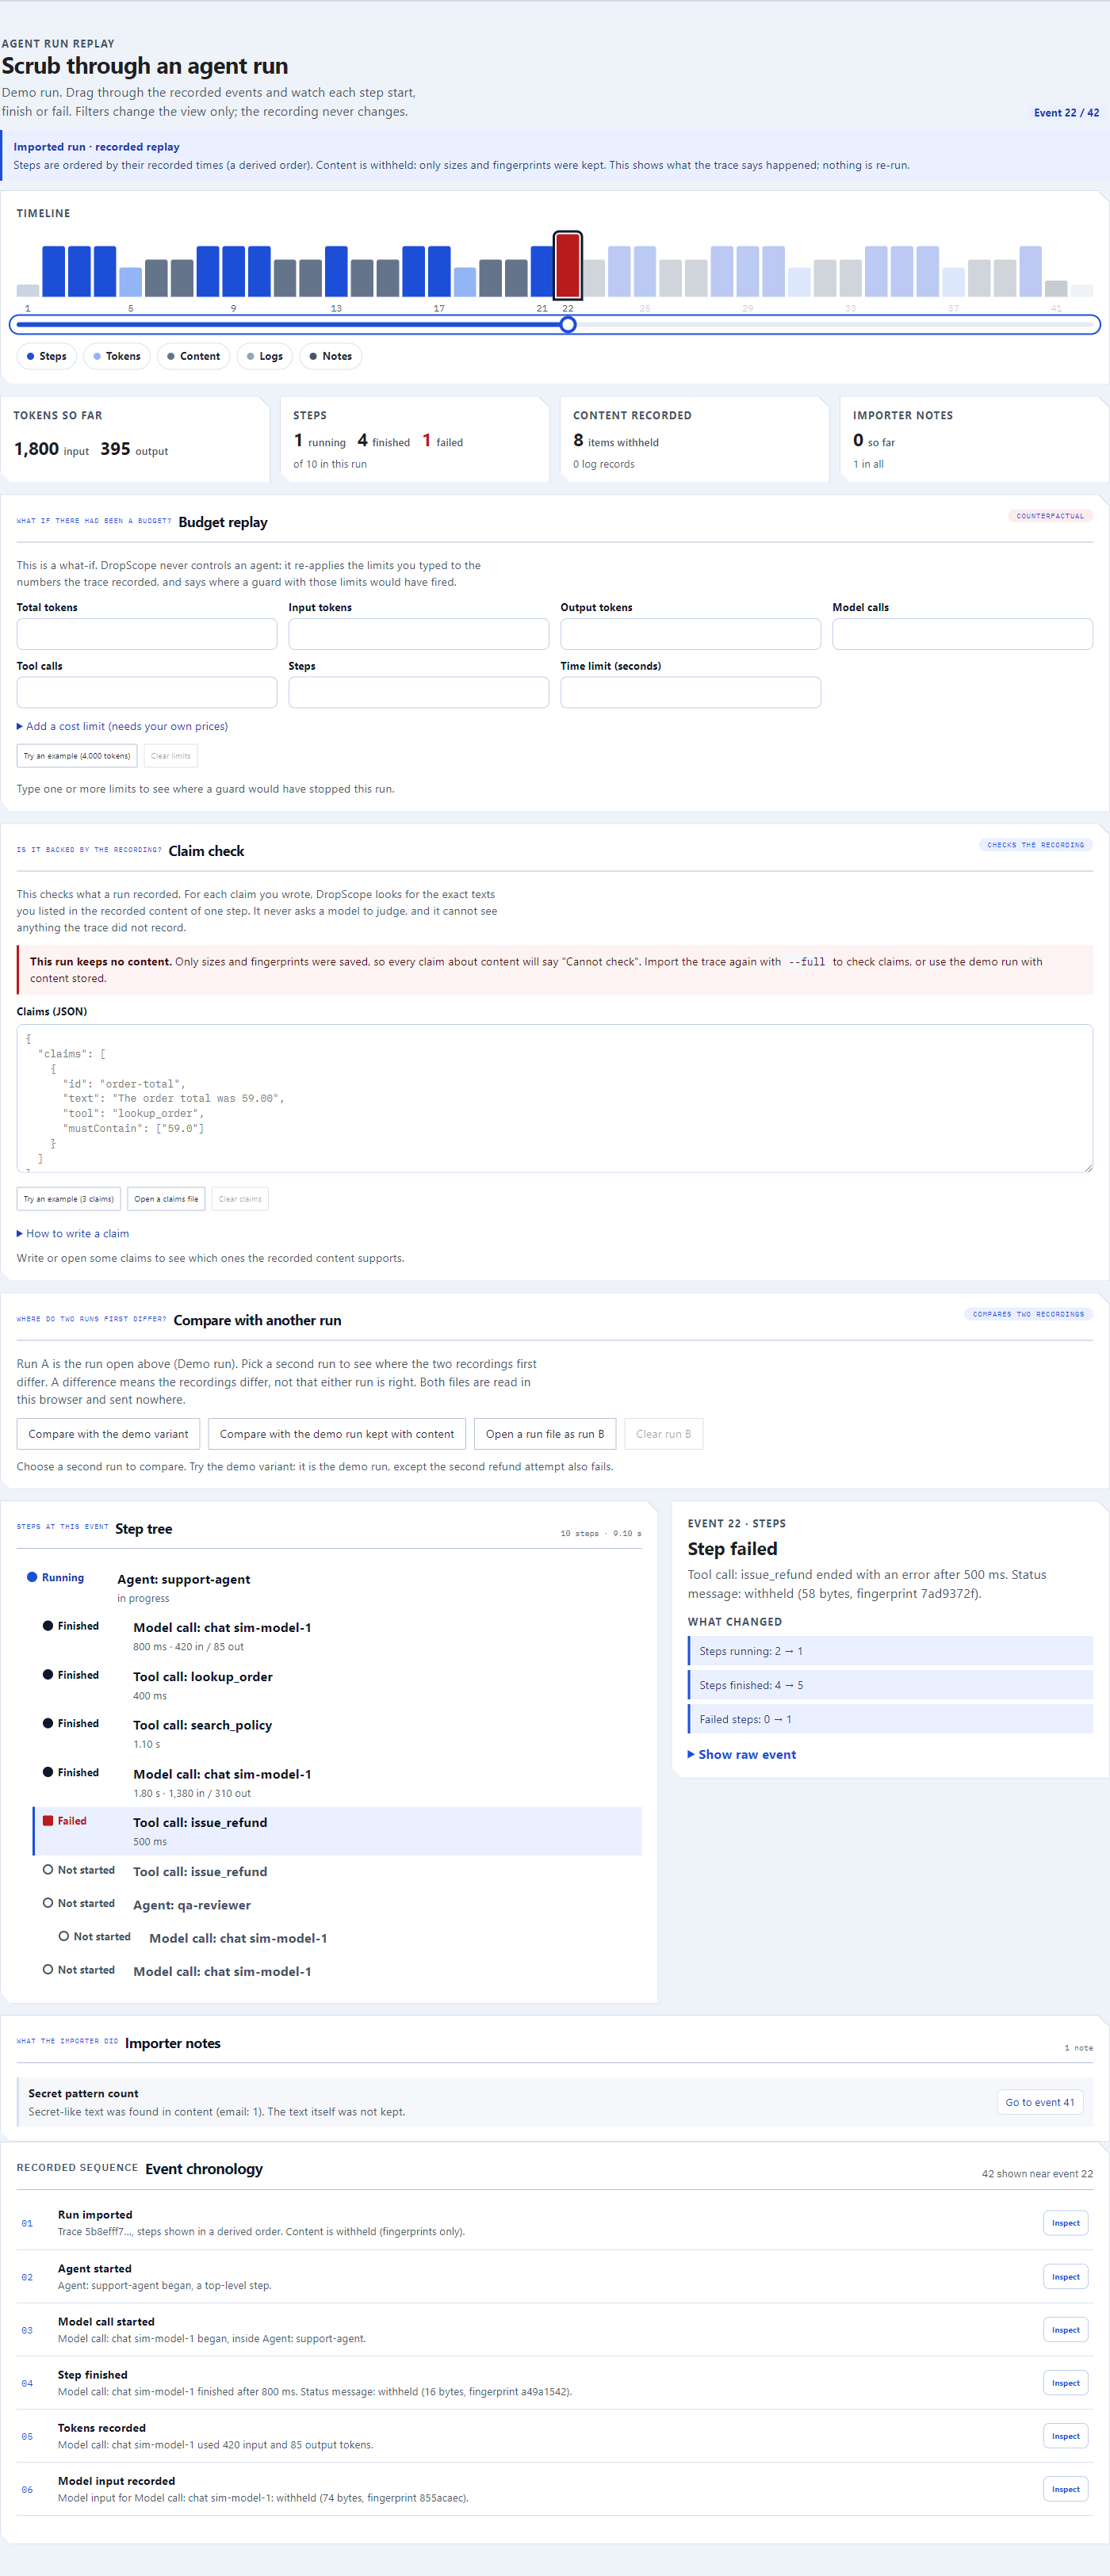 AGENT RUN REPLAY
Scrub through an agent run
Demo run. Drag through the recorded events and watch each step start,
finish or fail. Filters change the view only; the recording never changes.
Event 22 / 42
Imported run · recorded replay
Steps are ordered by their recorded times (a derived order). Content is withheld: only sizes and fingerprints were kept. This shows what the trace says happened; nothing is re-run.
TIMELINE
1 5 9 13 17 21 22 25 29 33 37 41
Steps Tokens Content Logs Notes
TOKENS SO FAR
1,800 input 395 output
STEPS
1 running 4 finished 1 failed
of 10 in this run
CONTENT RECORDED
8 items withheld
0 log records
IMPORTER NOTES
0 so far
1 in all
WHAT IF THERE HAD BEEN A BUDGET? Budget replay
COUNTERFACTUAL
This is a what-if. DropScope never controls an agent: it re-applies the limits you typed to the
numbers the trace recorded, and says where a guard with those limits would have fired.
Total tokens Input tokens Output tokens Model calls
Tool calls Steps Time limit (seconds)
▶ Add a cost limit (needs your own prices)
Try an example (4,000 tokens) Clear limits
Type one or more limits to see where a guard would have stopped this run.
IS IT BACKED BY THE RECORDING? Claim check
CHECKS THE RECORDING
This checks what a run recorded. For each claim you wrote, DropScope looks for the exact texts
you listed in the recorded content of one step. It never asks a model to judge, and it cannot see
anything the trace did not record.
This run keeps no content. Only sizes and fingerprints were saved, so every claim about content will say "Cannot check". Import the trace again with --full to check claims, or use the demo run with
content stored.
Claims (JSON)
{
"claims": [
{
"id": "order-total",
"text": "The order total was 59.00",
"tool": "lookup_order",
"mustContain": ["59.0"]
}
]
Try an example (3 claims) Open a claims file Clear claims
▶ How to write a claim
Write or open some claims to see which ones the recorded content supports.
WHERE DO TWO RUNS FIRST DIFFER? Compare with another run
COMPARES TWO RECORDINGS
Run A is the run open above (Demo run). Pick a second run to see where the two recordings first
differ. A difference means the recordings differ, not that either run is right. Both files are read in
this browser and sent nowhere.
Compare with the demo variant Compare with the demo run kept with content Open a run file as run B Clear run B
Choose a second run to compare. Try the demo variant: it is the demo run, except the second refund attempt also fails.
STEPS AT THIS EVENT Step tree
10 steps · 9.10 s
Running Agent: support-agent
in progress
Finished Model call: chat sim-model-1
800 ms · 420 in / 85 out
Finished Tool call: lookup_order
400 ms
Finished Tool call: search_policy
1.10 s
Finished Model call: chat sim-model-1
1.80 s · 1,380 in / 310 out
Failed Tool call: issue_refund
500 ms
Not started Tool call: issue_refund
Not started Agent: qa-reviewer
Not started Model call: chat sim-model-1
Not started Model call: chat sim-model-1
EVENT 22 · STEPS
Step failed
Tool call: issue_refund ended with an error after 500 ms. Status
message: withheld (58 bytes, fingerprint 7ad9372f).
WHAT CHANGED
Steps running: 2 → 1
Steps finished: 4 → 5
Failed steps: 0 → 1
▶ Show raw event
WHAT THE IMPORTER DID Importer notes
1 note
Secret pattern count
Secret-like text was found in content (email: 1). The text itself was not kept.
Go to event 41
RECORDED SEQUENCE Event chronology
42 shown near event 22
01 Run imported
Trace 5b8efff7…, steps shown in a derived order. Content is withheld (fingerprints only).
Inspect
02 Agent started
Agent: support-agent began, a top-level step.
Inspect
03 Model call started
Model call: chat sim-model-1 began, inside Agent: support-agent.
Inspect
04 Step finished
Model call: chat sim-model-1 finished after 800 ms. Status message: withheld (16 bytes, fingerprint a49a1542).
Inspect
05 Tokens recorded
Model call: chat sim-model-1 used 420 input and 85 output tokens.
Inspect
06 Model input recorded
Model input for Model call: chat sim-model-1: withheld (74 bytes, fingerprint 855acaec).
Inspect